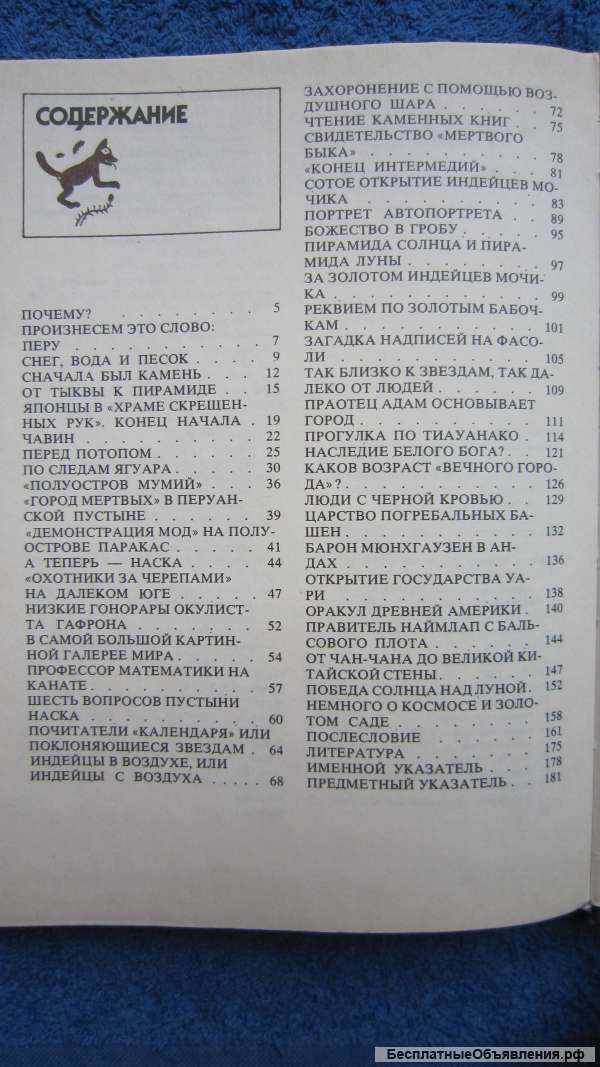 СОДЕРЖАНИЕ
ПОЧЕМУ? . . . . . . . . 5
ПРОИЗНЕСЕМ ЭТО СЛОВО:
ПЕРУ . . . . . . . . . . . 7
СНЕГ, ВОДА И ПЕСОК . . . . 9
СНАЧАЛА БЫЛ КАМЕНЬ . . . 12
ОТ ТЫКВЫ К ПИРАМИДЕ . . 15
ЯПОНЦЫ В «ХРАМЕ СКРЕЩЕН-
НЫХ РУК». КОНЕЦ НАЧАЛА . 19
ЧАВИН . . . . . . . . . . 22
ПЕРЕД ПОТОПОМ . . . . . 25
ПО СЛЕДАМ ЯГУАРА . . . . . 30
«ПОЛУОСТРОВ МУМИЙ» . . . 36
«ГОРОД МЕРТВЫХ» В ПЕРУАН-
СКОЙ ПУСТЫНЕ . . . . . . 39
«ДЕМОНСТРАЦИЯ МОД» НА ПОЛУ-
ОСТРОВЕ ПАРАКАС . . . . . 41
А ТЕПЕРЬ — НАСКА . . . . . 44
«ОХОТНИКИ ЗА ЧЕРЕПАМИ»
НА ДАЛЕКОМ ЮГЕ . . . . . 47
НИЗКИЕ ГОНОРАРЫ ОКУЛИС-
ТА ГАФРОНА . . . . . . . 52
В САМОЙ БОЛЬШОЙ КАРТИН-
НОЙ ГАЛЕРЕЕ МИРА . . . . . 54
ПРОФЕССОР МАТЕМАТИКИ НА
КАНАТЕ . . . . . . . . . . 57
ШЕСТЬ ВОПРОСОВ ПУСТЫНИ
НАСКА . . . . . . . . . . 60
ПОЧИТАТЕЛИ «КАЛЕНДАРЯ» ИЛИ
ПОКЛОНЯЮЩИЕСЯ ЗВЕЗДАМ . 64
ИНДЕЙЦЫ В ВОЗДУХЕ, ИЛИ
ИНДЕЙЦЫ С ВОЗДУХА . . . . . 68
ЗАХОРОНЕНИЕ С ПОМОЩЬЮ ВОЗ-
ДУШНОГО ШАРА . . . . . . 72
ЧТЕНИЕ КАМЕННЫХ КНИГ . . 75
СВИДЕТЕЛЬСТВО «МЕРТВОГО
БЫКА» . . . . . . . . . . 78
«КОНЕЦ ИНТЕРМЕДИЙ» . . . 81
СОТОЕ ОТКРЫТИЕ ИНДЕЙЦЕВ МО-
ЧИКА . . . . . . . . . . 83
ПОРТРЕТ АВТОПОРТРЕТА . . 89
БОЖЕСТВО В ГРОБУ . . . . . 95
ПИРАМИДА СОЛНЦА И ПИРА-
МИДА ЛУНЫ . . . . . . . 97
ЗА ЗОЛОТОМ ИНДЕЙЦЕВ МОЧИ-
КА . . . . . . . . . . . . 99
РЕКВИЕМ ПО ЗОЛОТЫМ БАБОЧ-
КАМ . . . . . . . . . . . 101
ЗАГАДКА НАДПИСЕЙ НА ФАСО-
ЛИ . . . . . . . . . . . 105
ТАК БЛИЗКО К ЗВЕЗДАМ, ТАК ДА-
ЛЕКО ОТ ЛЮДЕЙ . . . . . . 109
ПРАОТЕЦ АДАМ ОСНОВЫВАЕТ
ГОРОД . . . . . . . . . . 111
ПРОГУЛКА ПО ТИАУАНАКО . 114
НАСЛЕДИЕ БЕЛОГО БОГА? . . 121
КАКОВ ВОЗРАСТ «ВЕЧНОГО ГОРО-
ДА»? . . . . . . . . . . . 126
ЛЮДИ С ЧЕРНОЙ КРОВЬЮ . . 129
ЦАРСТВО ПОГРЕБАЛЬНЫХ БА-
ШЕН . . . . . . . . . . . 132
БАРОН МЮНХГАУЗЕН В АН-
ДАХ . . . . . . . . . . . 136
ОТКРЫТИЕ ГОСУДАРСТВА УА-
РИ . . . . . . . . . . . 138
ОРАКУЛ ДРЕВНЕЙ АМЕРИКИ . 140
ПРАВИТЕЛЬ НАЙМЛАП С БАЛЬ-
СОВОГО ПЛОТА . . . . . . 144
ОТ ЧАН-ЧАНА ДО ВЕЛИКОЙ КИ-
ТАЙСКОЙ СТЕНЫ . . . . . . 147
ПОБЕДА СОЛНЦА НАД ЛУНОЙ . 152
НЕМНОГО О КОСМОСЕ И ЗОЛО-
ТОМ САДЕ . . . . . . . . 158
ПОСЛЕСЛОВИЕ . . . . . . 161
ЛИТЕРАТУРА . . . . . . . 175
ИМЕННОЙ УКАЗАТЕЛЬ . . . 178
ПРЕДМЕТНЫЙ УКАЗАТЕЛЬ . . 181
БесплатныеОбъявления.рф